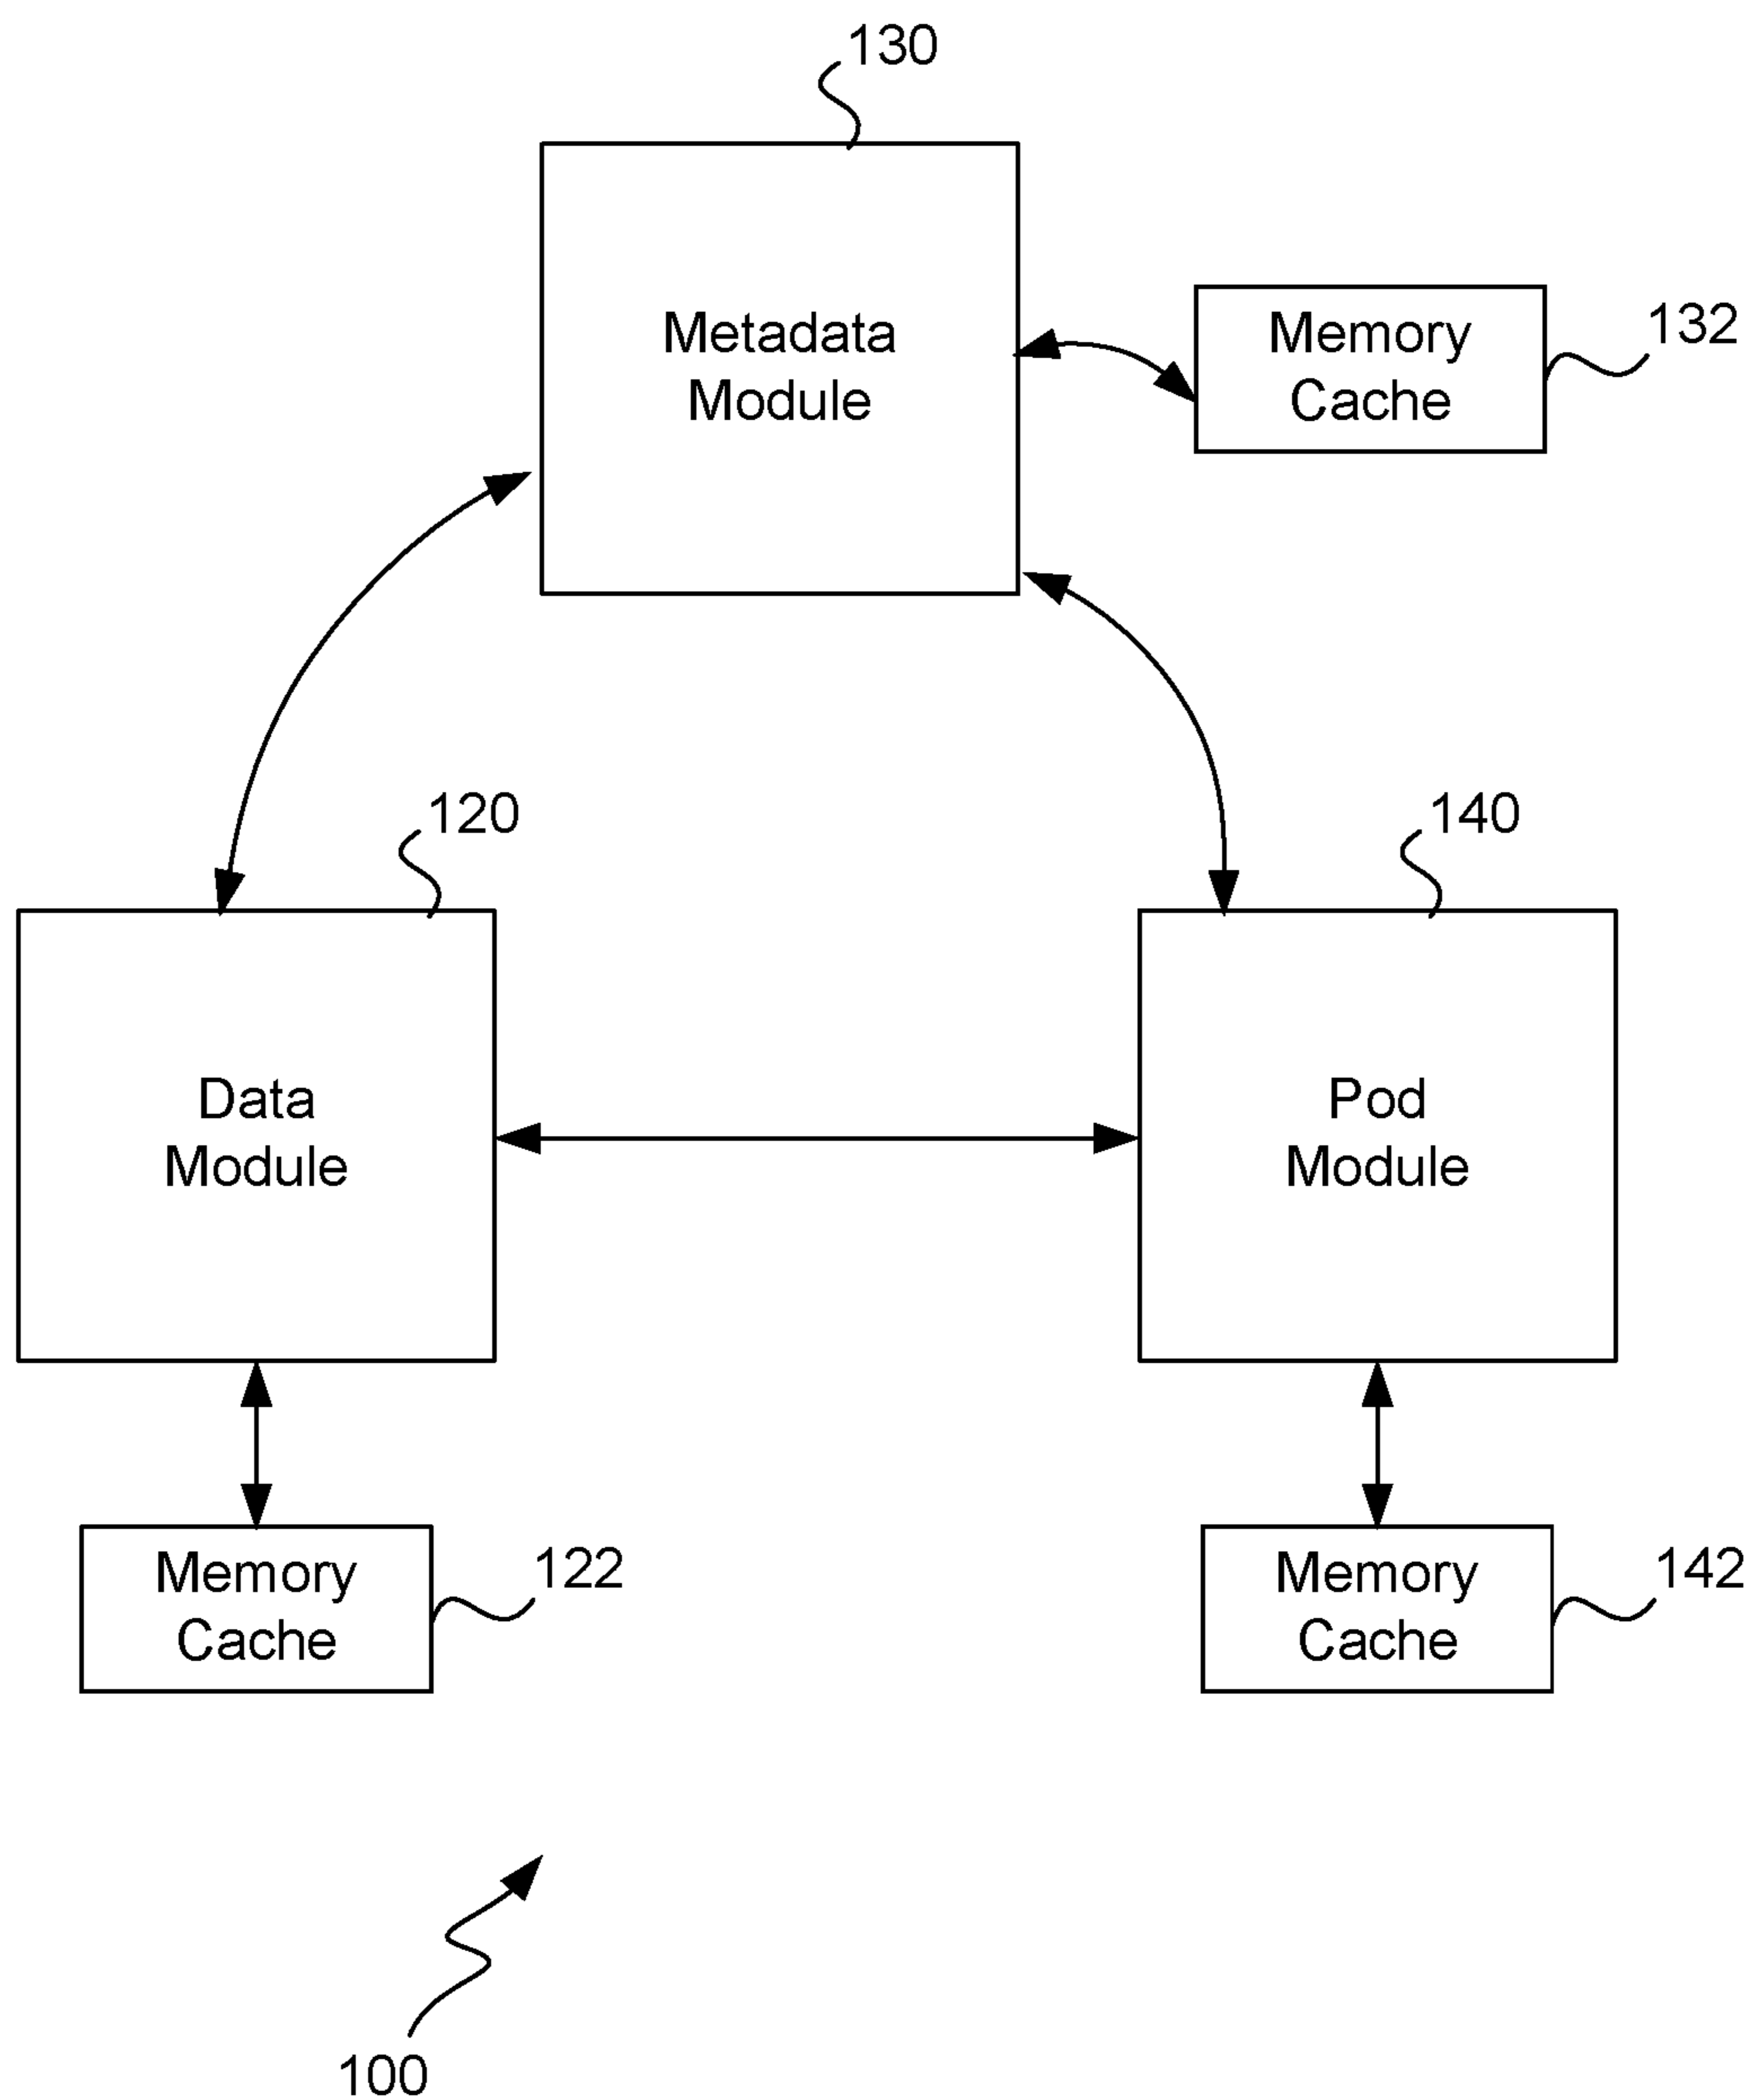 130
Metadata
Module
Memory
Cache
132
120
140
Data
Module
Pod
Module
Memory
Cache
122
Memory
Cache
142
100